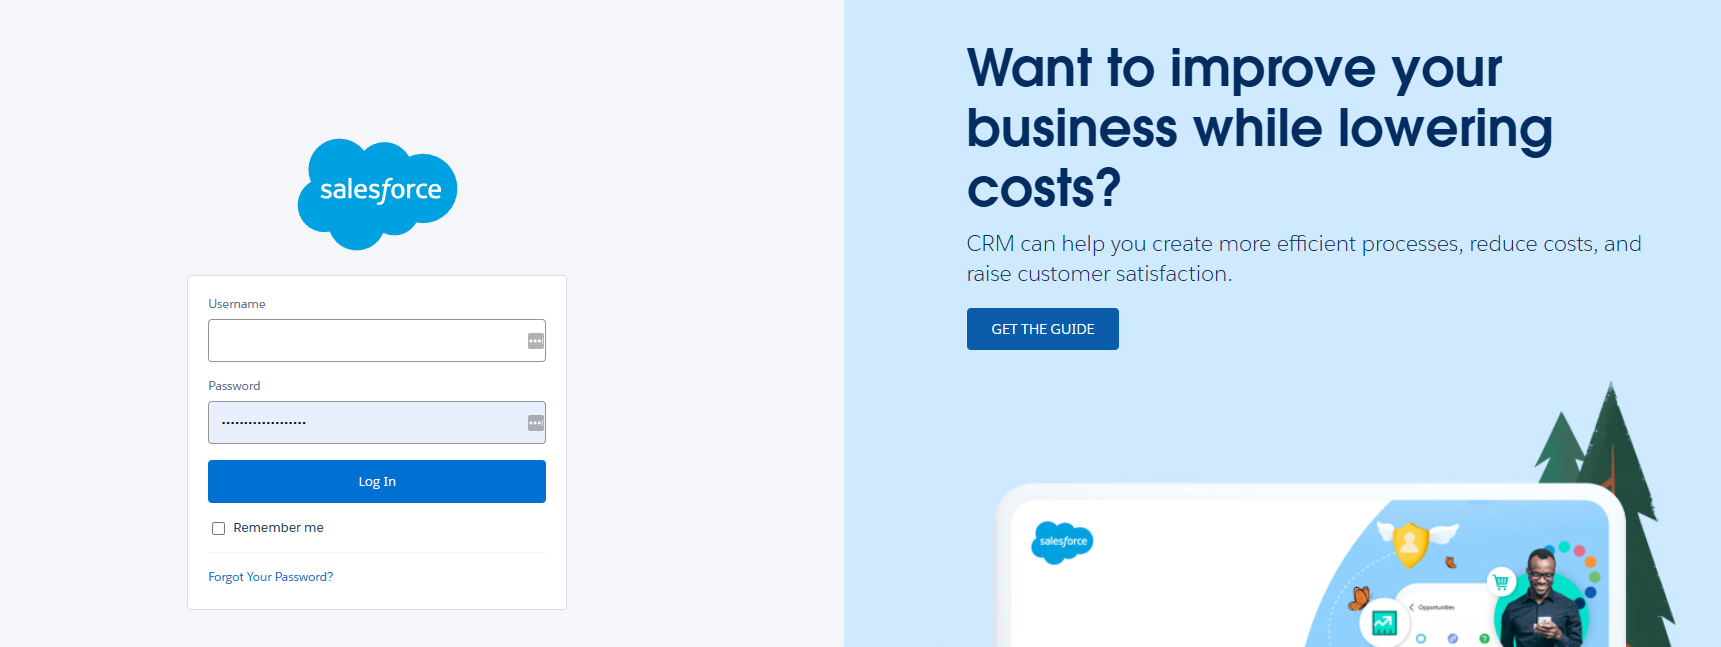 salesforce
Username
Password
Log In
Remember me
Forgot Your Password?
Want to improve your
business while lowering
costs?
CRM can help you create more efficient processes, reduce costs, and
raise customer satisfaction.
GET THE GUIDE
salesforce
Opportunities